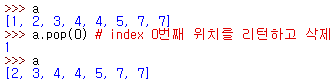 >>> a
[1, 2, 3, 4, 4, 5, 7, 7]
>>> a.pop(0) # index 0번째 위치를 리턴하고 삭제
1
>>> a
[2, 3, 4, 4, 5, 7, 7]